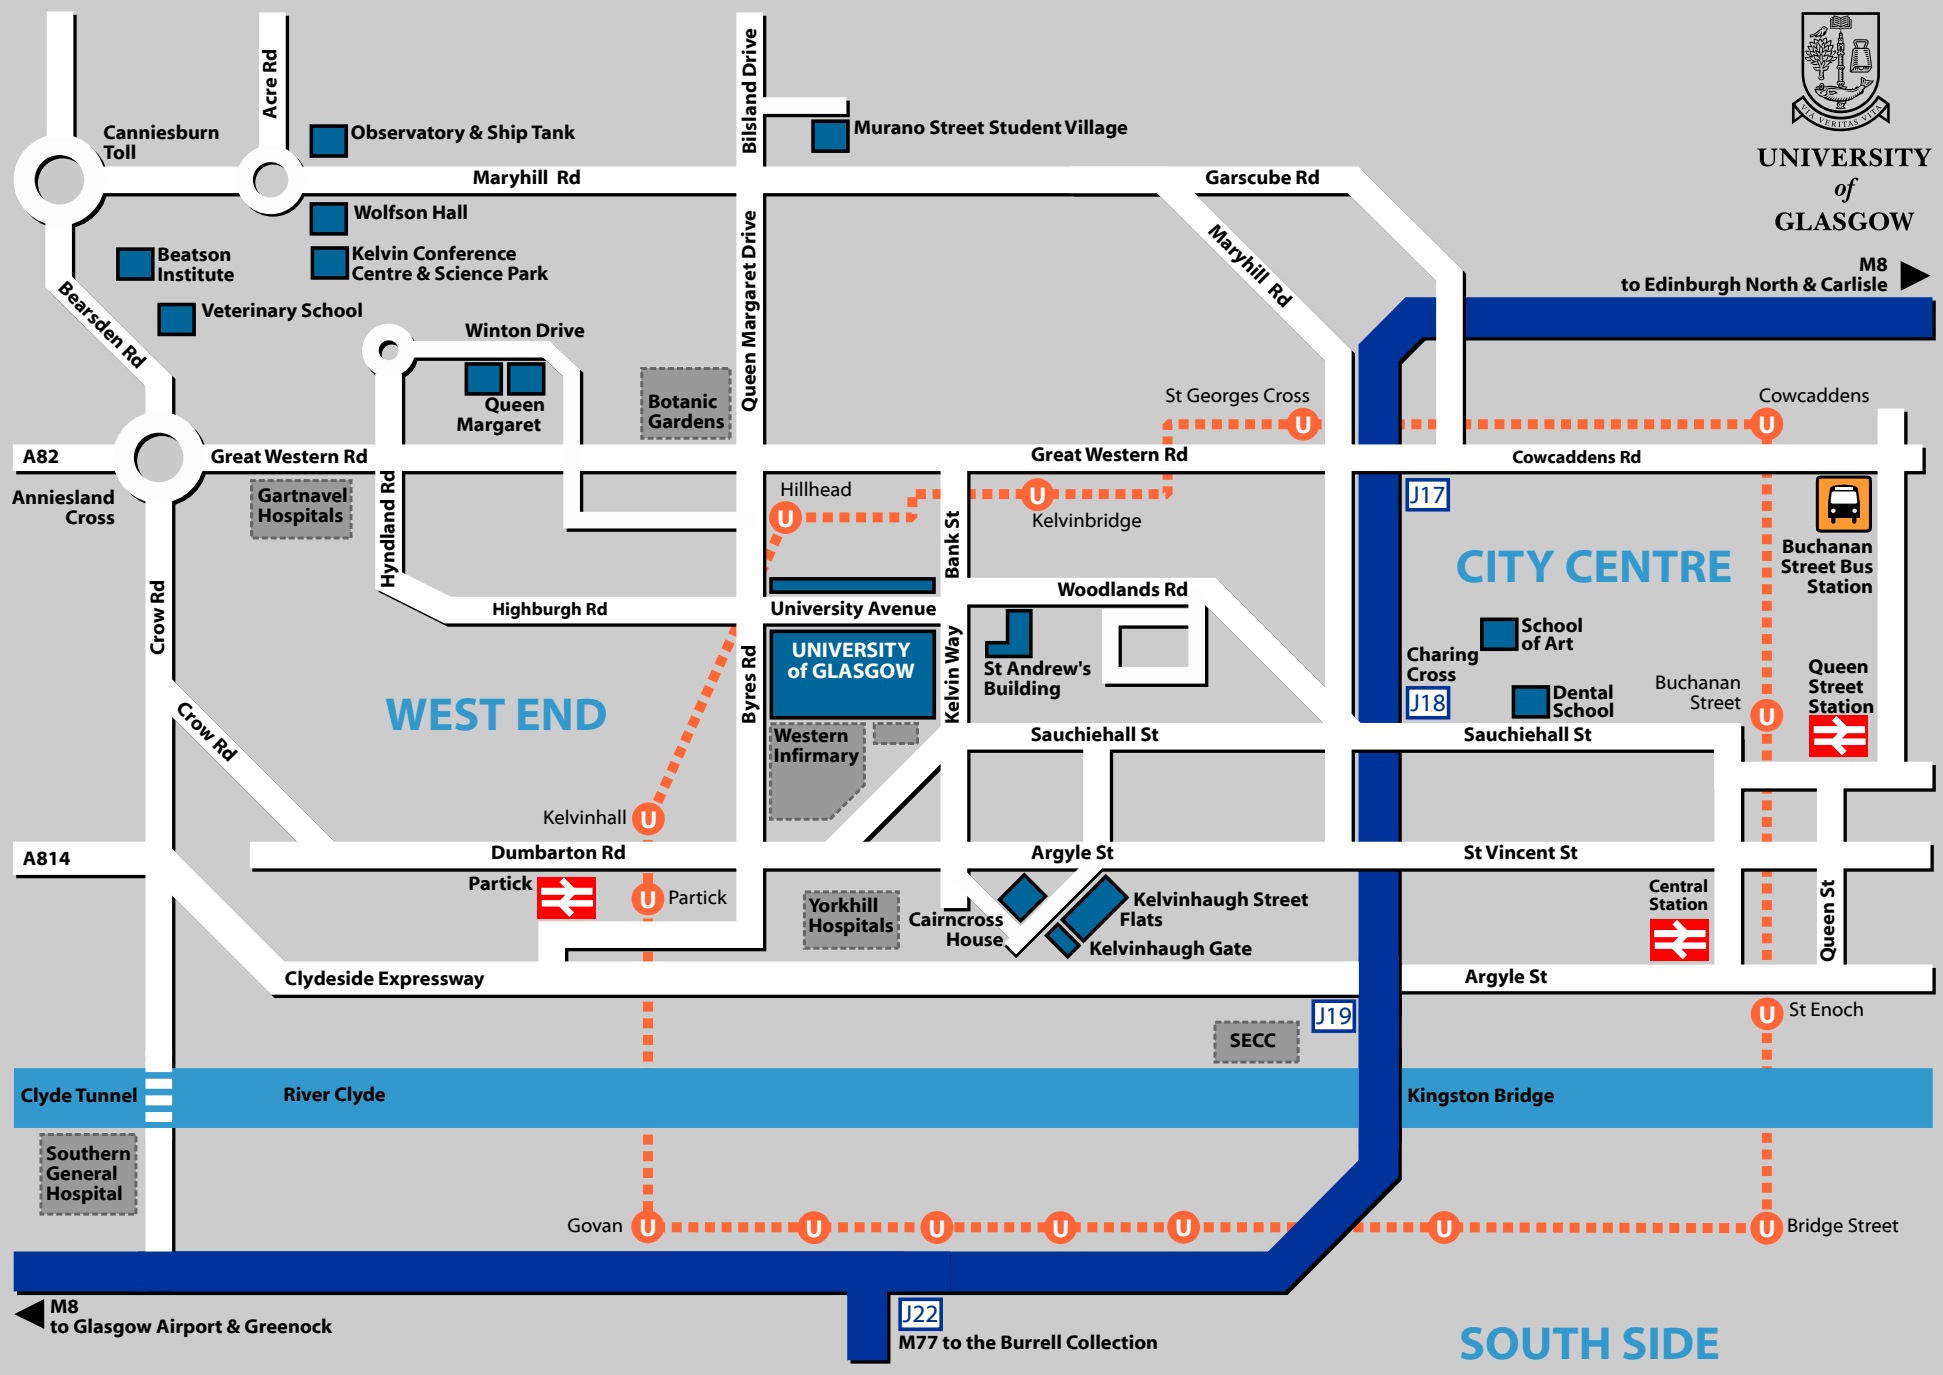 Acre Rd
Bilsland Drive
Canniesburn
Toll
Observatory & Ship Tank
Murano Street Student Village
VIA VERITAS VITA
UNIVERSITY
of
GLASGOW
Maryhill Rd
Garscube Rd
Wolfson Hall
Beatson
Institute
Kelvin Conference
Centre & Science Park
Queen Margaret Drive
Maryhill Rd
M8
to Edinburgh North & Carlisle
Bearsden Rd
Veterinary School
Winton Drive
Queen
Margaret
Botanic
Gardens
St Georges Cross
U
Cowcaddens
U
A82
Great Western Rd
Great Western Rd
Cowcaddens Rd
Anniesland
Cross
Gartnavel
Hospitals
Hyndland Rd
Hillhead
U
U
Kelvinbridge
J17
Bank St
CITY CENTRE
Buchanan
Street Bus
Station
Crow Rd
Highburgh Rd
University Avenue
Woodlands Rd
UNIVERSITY
of GLASGOW
Byres Rd
Kelvin Way
St Andrew's
Building
School
of Art
Charing
Cross
J18
Dental
School
Buchanan
Street
U
Queen
Street
Station
WEST END
Crow Rd
Western
Infirmary
Sauchiehall St
Sauchiehall St
Kelvinhall
U
A814
Dumbarton Rd
Argyle St
St Vincent St
Partick
U
Partick
Yorkhill
Hospitals
Cairncross
House
Kelvinhaugh Street
Flats
Kelvinhaugh Gate
Central
Station
Queen St
Clydeside Expressway
Argyle St
J19
SECC
U
St Enoch
Clyde Tunnel
River Clyde
Kingston Bridge
Southern
General
Hospital
Govan
U
U
U
U
U
U
U
Bridge Street
M8
to Glasgow Airport & Greenock
J22
M77 to the Burrell Collection
SOUTH SIDE